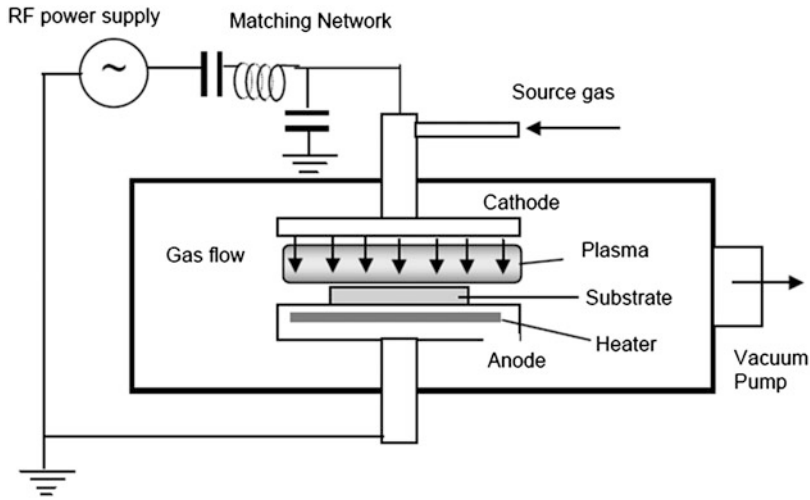 RF power supply
Matching Network
~
Source gas
Cathode
Gas flow
Plasma
Substrate
Heater
Anode
Vacuum
Pump